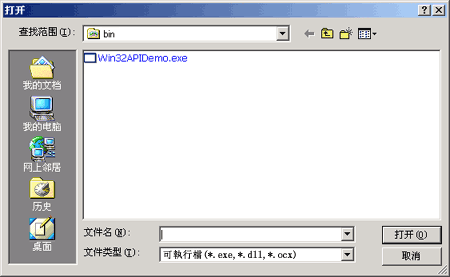 打开
查找范围(I):
bin
Win32APIDemo.exe
我的文档
我的电脑
网上邻居
历史
桌面
文件名(N):
打开(O)
文件类型(T):
可執行檔(*.exe,*.dll,*.ocx)
取消